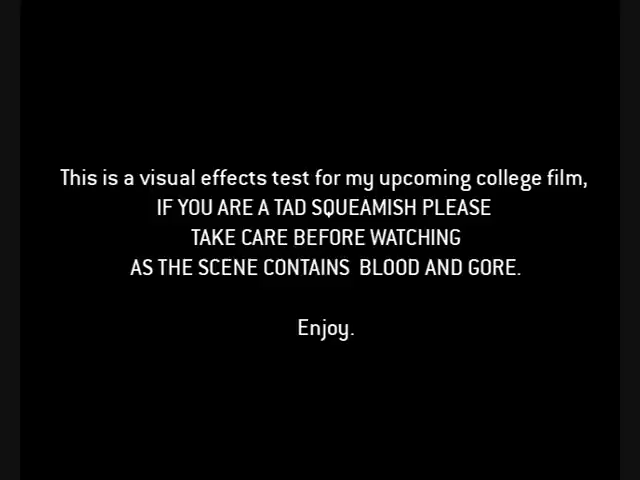 This is a visual effects test for my upcoming college film,
IF YOU ARE A TAD SQUEAMISH PLEASE
TAKE CARE BEFORE WATCHING
AS THE SCENE CONTAINS  BLOOD AND GORE.
Enjoy.